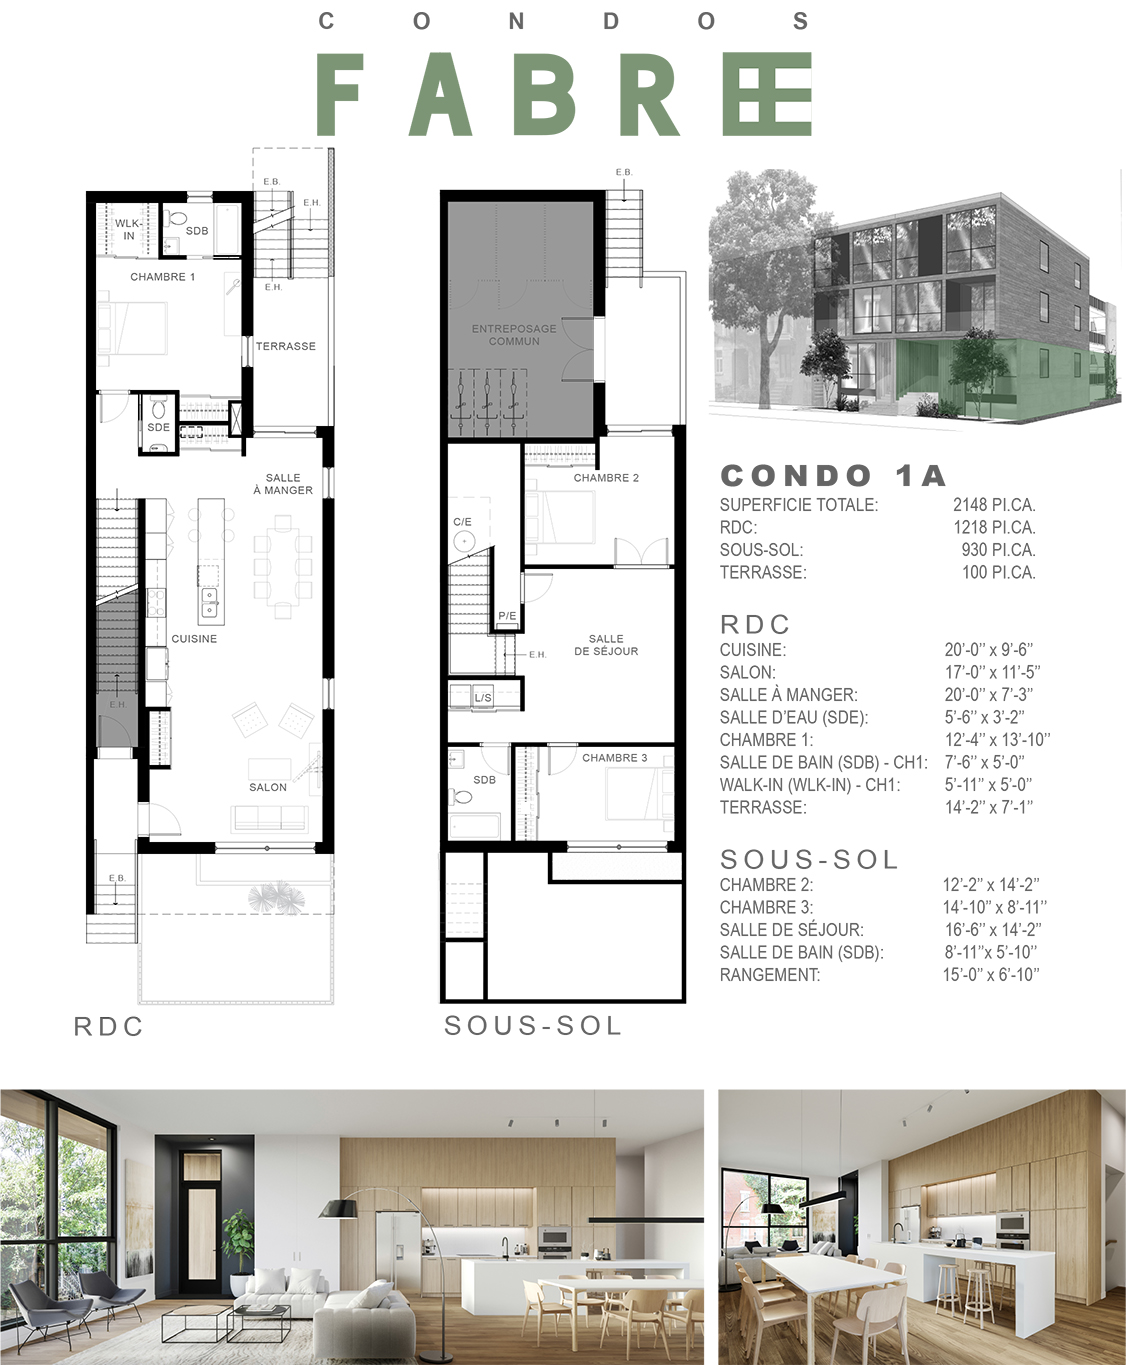 CONDOS
FABRE
E.B.
E.H.
WLK-
IN
SDB
CHAMBRE 1
E.H.
TERRASSE
SDE
SALLE
À MANGER
CUISINE
E.H.
SALON
E.B.
RDC
E.B.
ENTREPOSAGE
COMMUN
CHAMBRE 2
C/E
P/E
SALLE
DE SÉJOUR
E.H.
L/S
SDB
CHAMBRE 3
SOUS-SOL
CONDO 1A
SUPERFICIE TOTALE: 2148 PI.CA.
RDC: 1218 PI.CA.
SOUS-SOL: 930 PI.CA.
TERRASSE: 100 PI.CA.
RDC
CUISINE: 20'-0'' x 9'-6''
SALON: 17'-0'' x 11'-5''
SALLE À MANGER: 20'-0'' x 7'-3''
SALLE D'EAU (SDE): 5'-6'' x 3'-2''
CHAMBRE 1: 12'-4'' x 13'-10''
SALLE DE BAIN (SDB) - CH1: 7'-6'' x 5'-0''
WALK-IN (WLK-IN) - CH1: 5'-11'' x 5'-0''
TERRASSE: 14'-2'' x 7'-1''
SOUS-SOL
CHAMBRE 2: 12'-2'' x 14'-2''
CHAMBRE 3: 14'-10'' x 8'-11''
SALLE DE SÉJOUR: 16'-6'' x 14'-2''
SALLE DE BAIN (SDB): 8'-11''x 5'-10''
RANGEMENT: 15'-0'' x 6'-10''